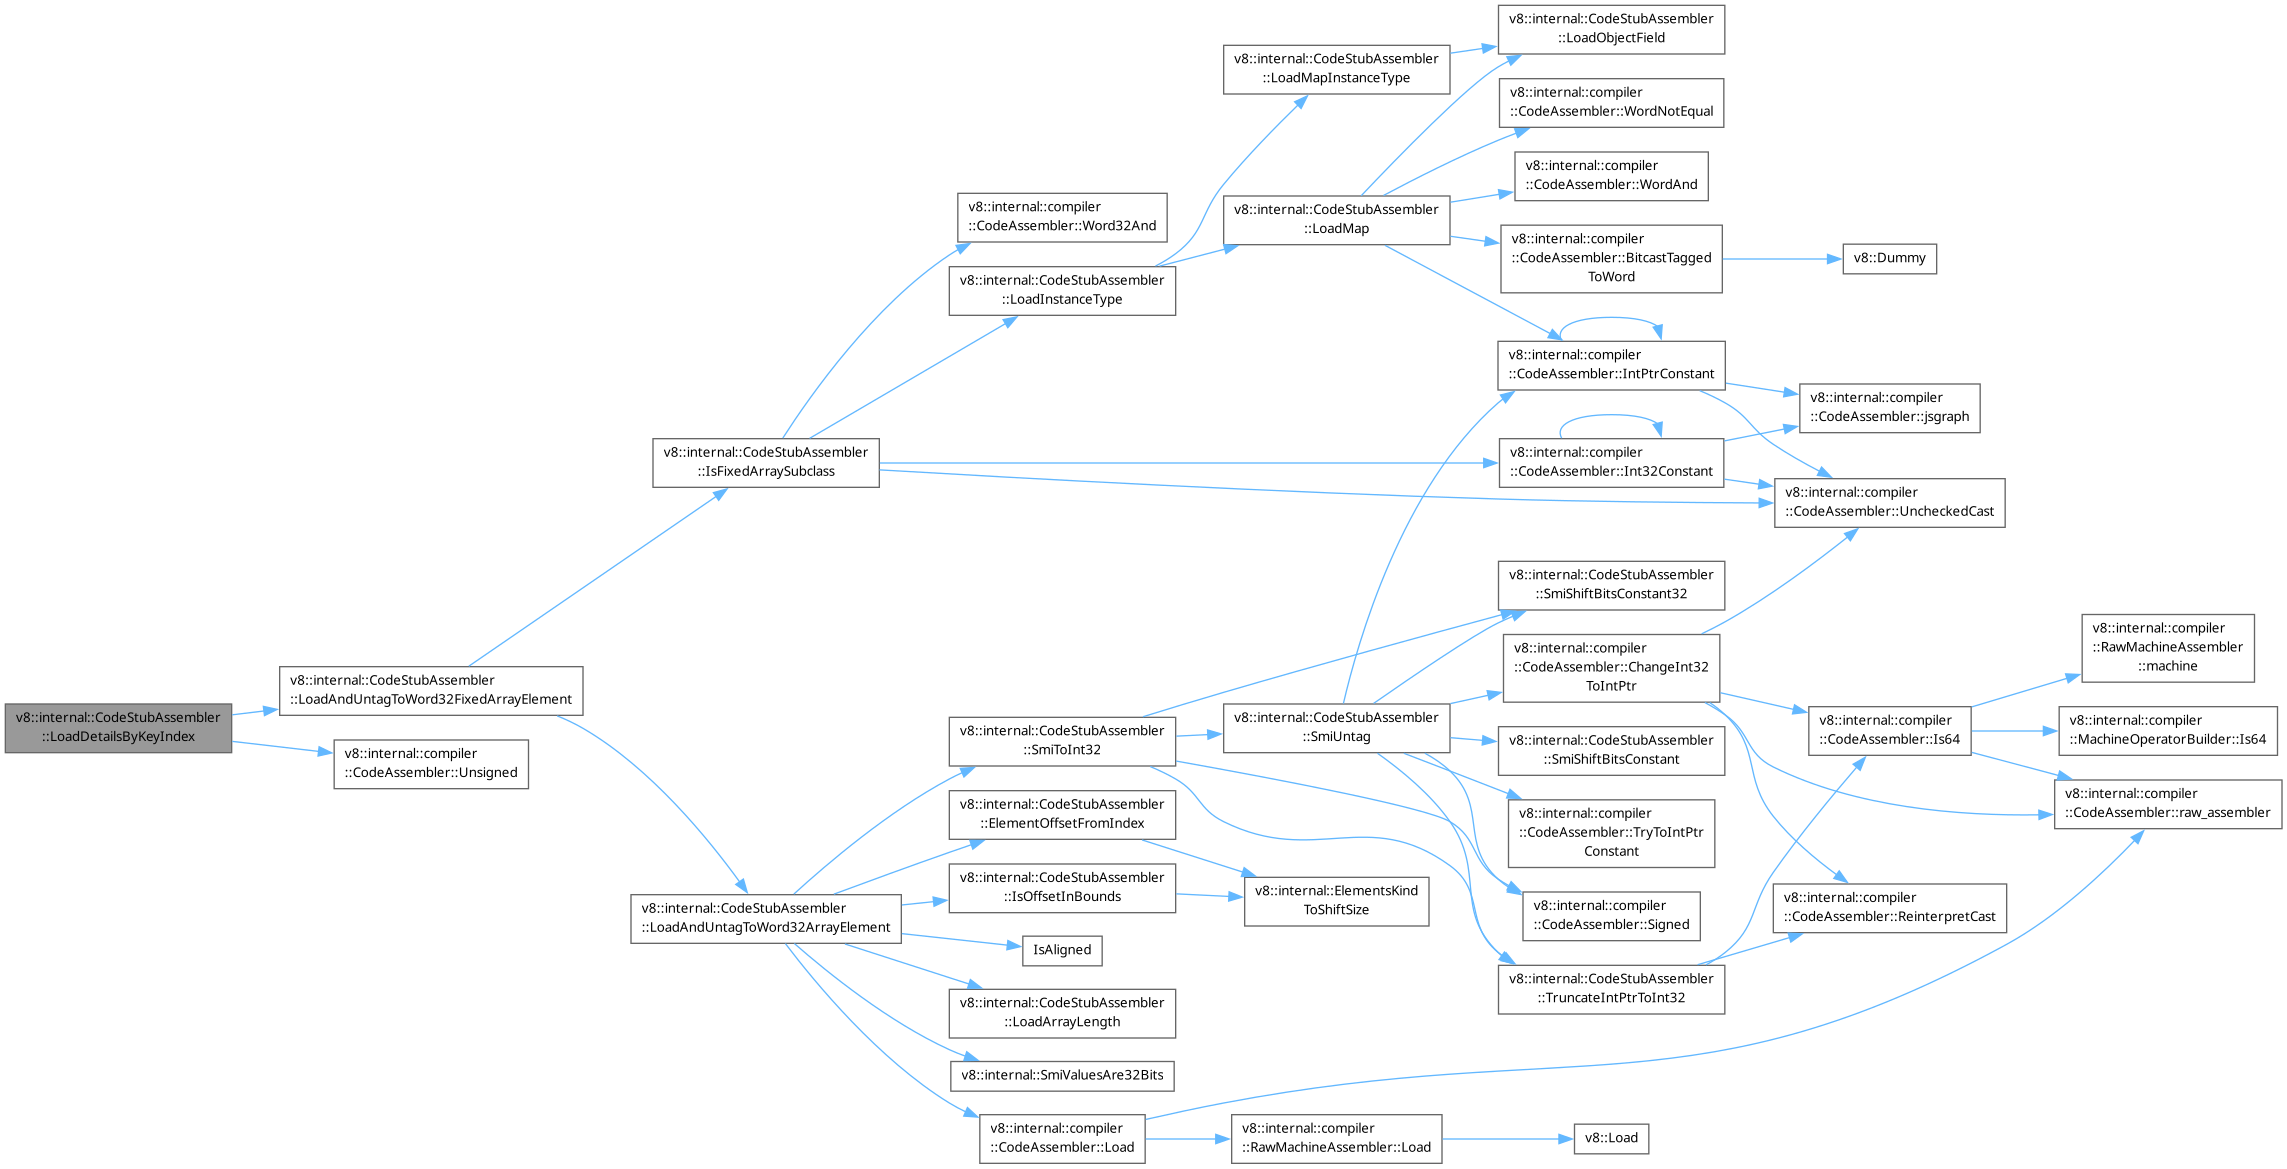 v8::internal::CodeStubAssembler
::LoadDetailsByKeyIndex
v8::internal::CodeStubAssembler
::LoadAndUntagToWord32FixedArrayElement
v8::internal::compiler
::CodeAssembler::Unsigned
v8::internal::CodeStubAssembler
::IsFixedArraySubclass
v8::internal::CodeStubAssembler
::LoadAndUntagToWord32ArrayElement
v8::internal::compiler
::CodeAssembler::Word32And
v8::internal::CodeStubAssembler
::LoadInstanceType
v8::internal::CodeStubAssembler
::SmiToInt32
v8::internal::CodeStubAssembler
::ElementOffsetFromIndex
v8::internal::CodeStubAssembler
::IsOffsetInBounds
IsAligned
v8::internal::CodeStubAssembler
::LoadArrayLength
v8::internal::SmiValuesAre32Bits
v8::internal::compiler
::CodeAssembler::Load
v8::internal::CodeStubAssembler
::LoadMapInstanceType
v8::internal::CodeStubAssembler
::LoadMap
v8::internal::CodeStubAssembler
::SmiUntag
v8::internal::ElementsKind
ToShiftSize
v8::internal::compiler
::RawMachineAssembler::Load
v8::internal::CodeStubAssembler
::LoadObjectField
v8::internal::compiler
::CodeAssembler::WordNotEqual
v8::internal::compiler
::CodeAssembler::WordAnd
v8::internal::compiler
::CodeAssembler::BitcastTagged
ToWord
v8::internal::compiler
::CodeAssembler::IntPtrConstant
v8::internal::compiler
::CodeAssembler::Int32Constant
v8::internal::CodeStubAssembler
::SmiShiftBitsConstant32
v8::internal::compiler
::CodeAssembler::ChangeInt32
ToIntPtr
v8::internal::CodeStubAssembler
::SmiShiftBitsConstant
v8::internal::compiler
::CodeAssembler::TryToIntPtr
Constant
v8::internal::compiler
::CodeAssembler::Signed
v8::internal::CodeStubAssembler
::TruncateIntPtrToInt32
v8::Load
v8::Dummy
v8::internal::compiler
::CodeAssembler::jsgraph
v8::internal::compiler
::CodeAssembler::UncheckedCast
v8::internal::compiler
::CodeAssembler::Is64
v8::internal::compiler
::CodeAssembler::ReinterpretCast
v8::internal::compiler
::RawMachineAssembler
::machine
v8::internal::compiler
::MachineOperatorBuilder::Is64
v8::internal::compiler
::CodeAssembler::raw_assembler